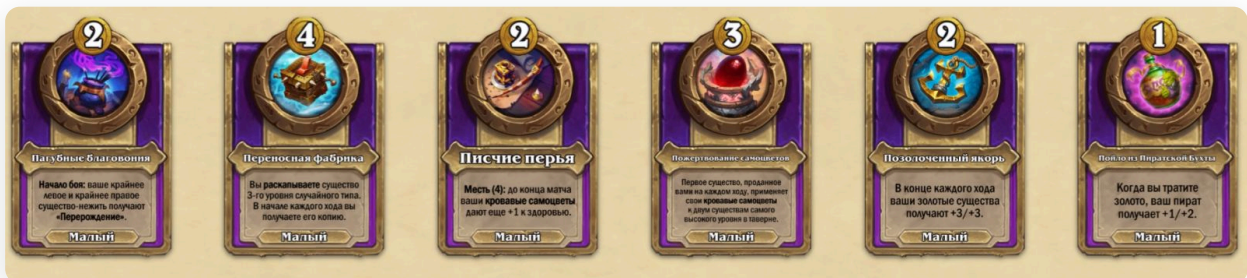 2
Пагубные благовония
Начало боя: ваше крайнее
левое и крайнее правое
существо-нежить получают
«Перерождение».
Малый
4
Переносная фабрика
Вы раскапываете существо
3-го уровня случайного типа.
В начале каждого хода вы
получаете его копию.
Малый
2
Писчие перья
Месть (4): до конца матча
ваши кровавые самоцветы
дают еще +1 к здоровью.
Малый
3
Пожертвование самоцветов
Первое существо, проданное
вами на каждом ходу, применяет
свои кровавые самоцветы
к двум существам самого
высокого уровня в таверне.
Малый
2
Позолоченный якорь
В конце каждого хода
ваши золотые существа
получают +3/+3.
Малый
1
Пойло из Пиратской Бухты
Когда вы тратите
золото, ваш пират
получает +1/+2.
Малый